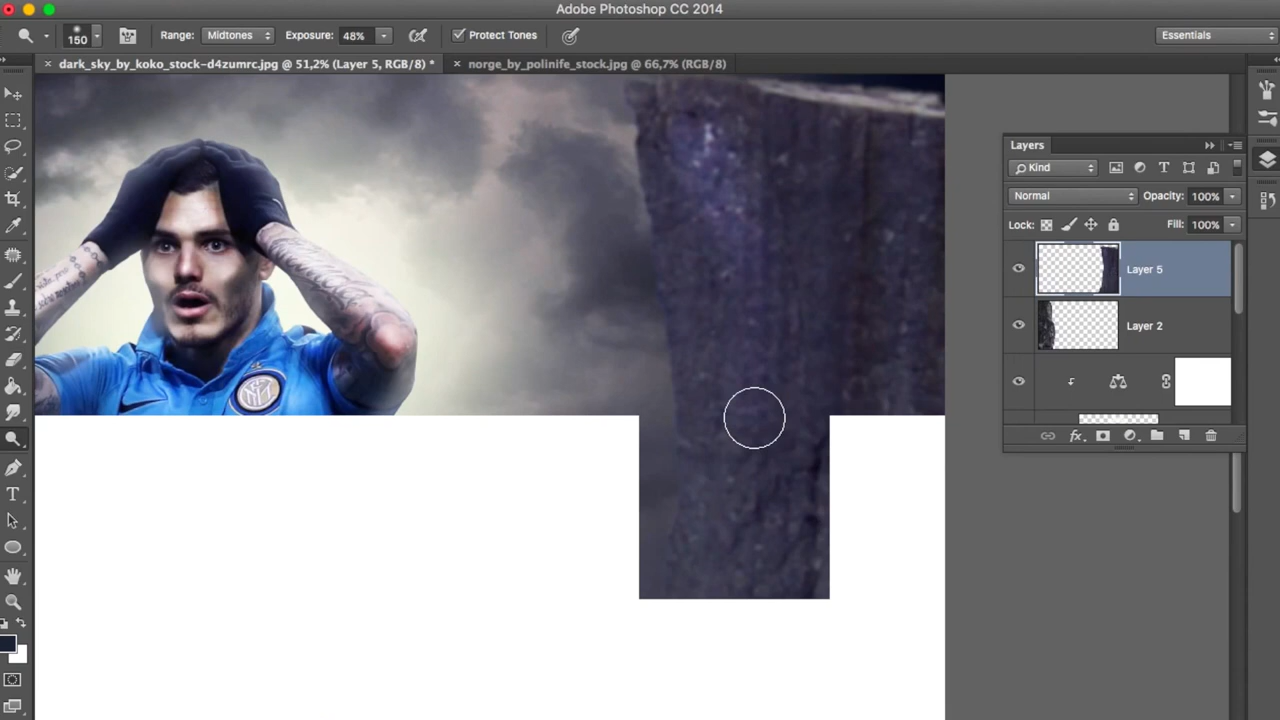 Adobe Photoshop CC 2014
150
Range: Midtones Exposure: 48% Protect Tones Essentials
dark_sky_by_koko_stock-d4zumrc.jpg @ 51,2% (Layer 5, RGB/8) *
norge_by_polinife_stock.jpg @ 66,7% (RGB/8)
Layers
Kind
Normal Opacity: 100%
Lock: Fill: 100%
Layer 5
Layer 2
fx